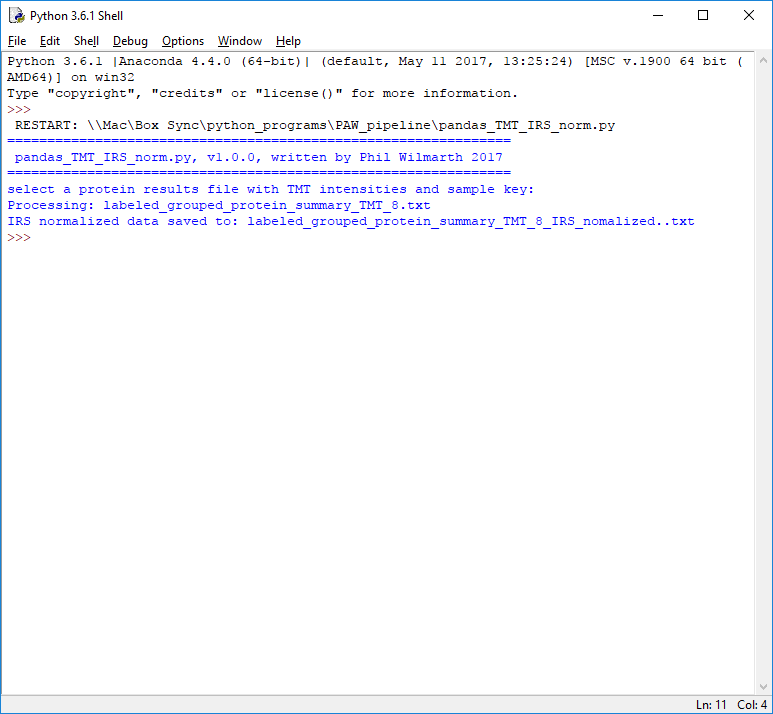 Python 3.6.1 Shell
File Edit Shell Debug Options Window Help
Python 3.6.1 |Anaconda 4.4.0 (64-bit)| (default, May 11 2017, 13:25:24) [MSC v.1900 64 bit (
AMD64)] on win32
Type "copyright", "credits" or "license()" for more information.
>>>
 RESTART: \\Mac\Box Sync\python_programs\PAW_pipeline\pandas_TMT_IRS_norm.py
===============================================================
 pandas_TMT_IRS_norm.py, v1.0.0, written by Phil Wilmarth 2017
===============================================================
select a protein results file with TMT intensities and sample key:
Processing: labeled_grouped_protein_summary_TMT_8.txt
IRS normalized data saved to: labeled_grouped_protein_summary_TMT_8_IRS_nomalized..txt
>>>
Ln: 11 Col: 4